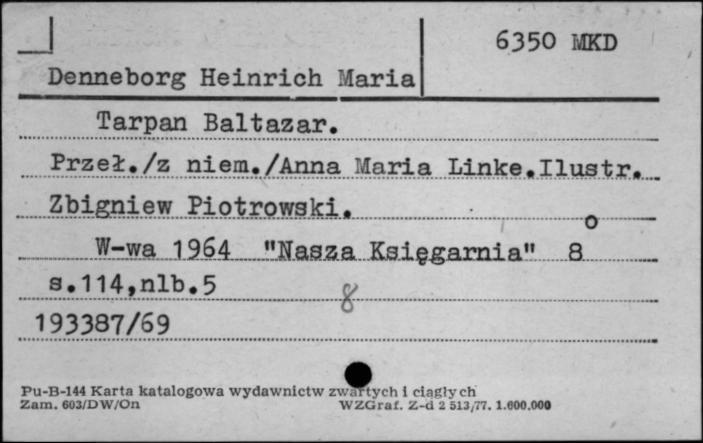 6350 MKD
Denneborg Heinrich Maria
Tarpan Baltazar.
Przeł./z niem./Anna Maria Linke.Ilustr.
Zbigniew Piotrowski.
W-wa 1964 "Nasza Księgarnia" 8o
s.114,nlb.5
8
193387/69
Pu-B-144 Karta katalogowa wydawnictw zwartych i ciągłych
Zam. 603/DW/On WZGraf. Z-d 2 513/77. 1.600.000